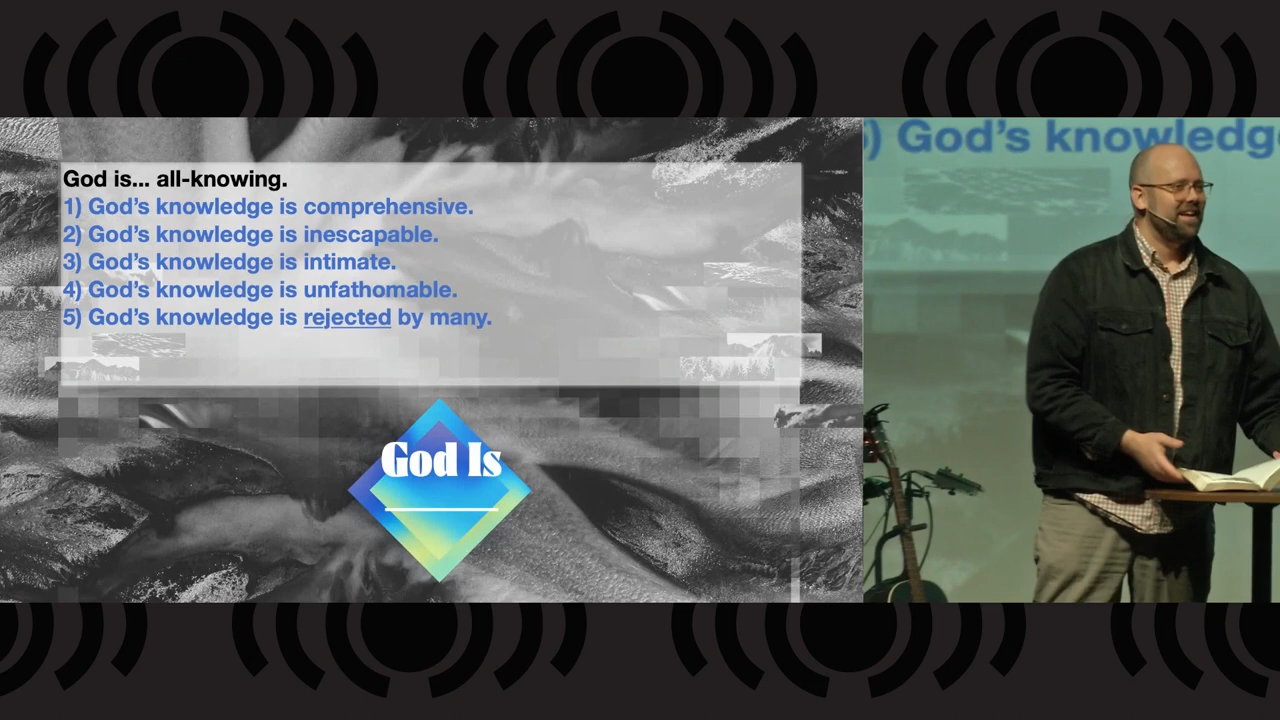 God is... all-knowing.
1) God’s knowledge is comprehensive.
2) God’s knowledge is inescapable.
3) God’s knowledge is intimate.
4) God’s knowledge is unfathomable.
5) God’s knowledge is rejected by many.
God Is
) God’s knowledg